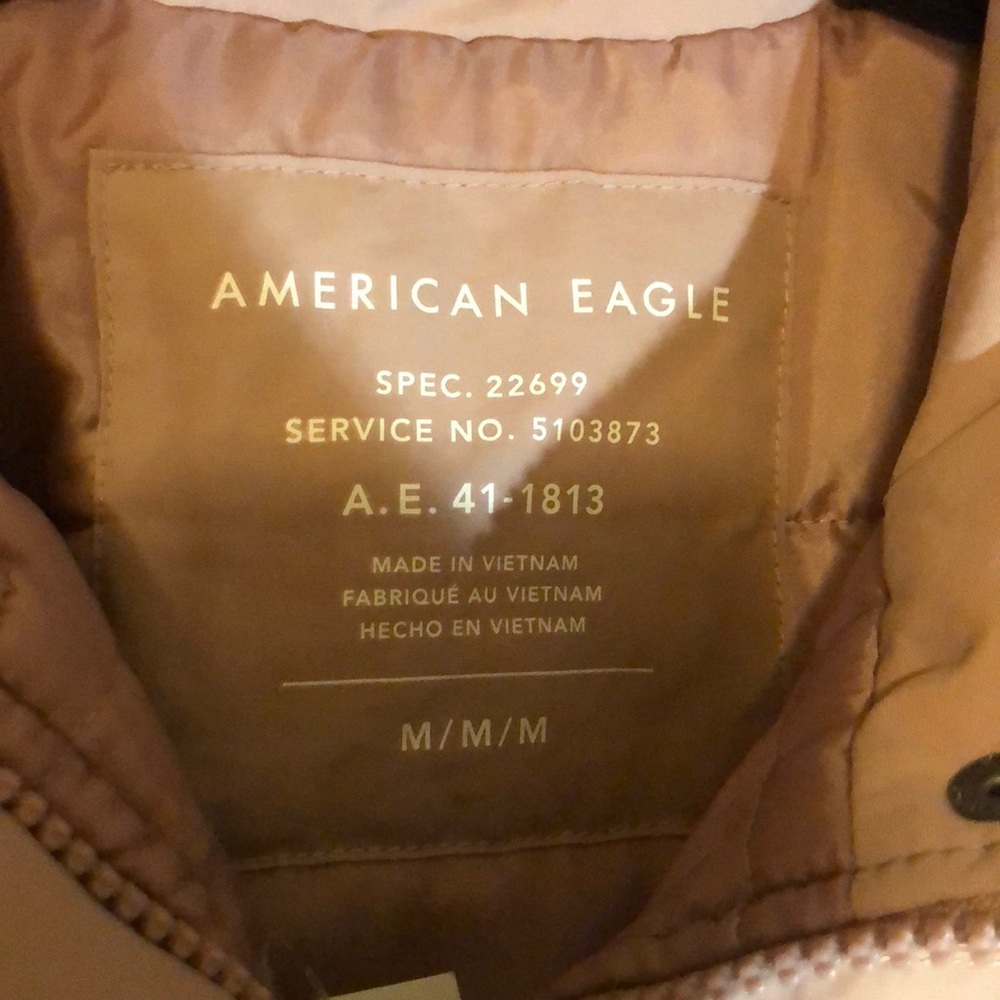 AMERICAN EAGLE
SPEC. 22699
SERVICE NO. 5103873
A.E. 41-1813
MADE IN VIETNAM
FABRIQUÉ AU VIETNAM
HECHO EN VIETNAM
M/M/M